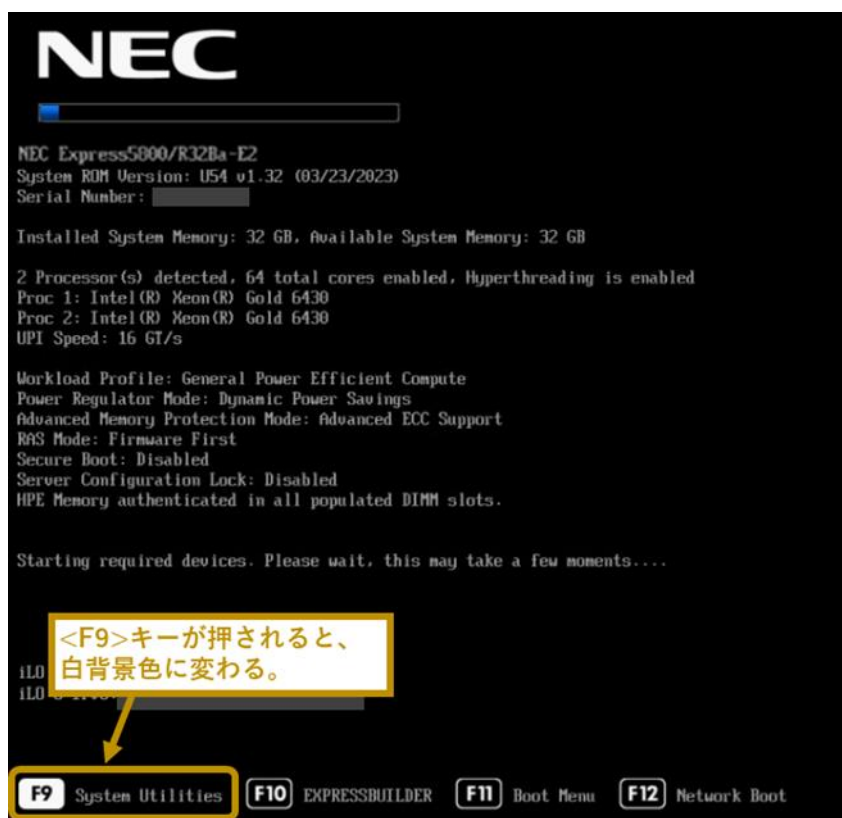 NEC
NEC Express5800/R32Ba-E2
System ROM Version: U54 v1.32 (03/23/2023)
Serial Number:
Installed System Memory: 32 GB, Available System Memory: 32 GB
2 Processor(s) detected, 64 total cores enabled, Hyperthreading is enabled
Proc 1: Intel(R) Xeon(R) Gold 6430
Proc 2: Intel(R) Xeon(R) Gold 6430
UPI Speed: 16 GT/s
Workload Profile: General Power Efficient Compute
Power Regulator Mode: Dynamic Power Savings
Advanced Memory Protection Mode: Advanced ECC Support
RAS Mode: Firmware First
Secure Boot: Disabled
Server Configuration Lock: Disabled
HPE Memory authenticated in all populated DIMM slots.
Starting required devices. Please wait, this may take a few moments....
<F9>キーが押されると、
白背景色に変わる。
iLO
iLO
F9 System Utilities F10 EXPRESSBUILDER F11 Boot Menu F12 Network Boot